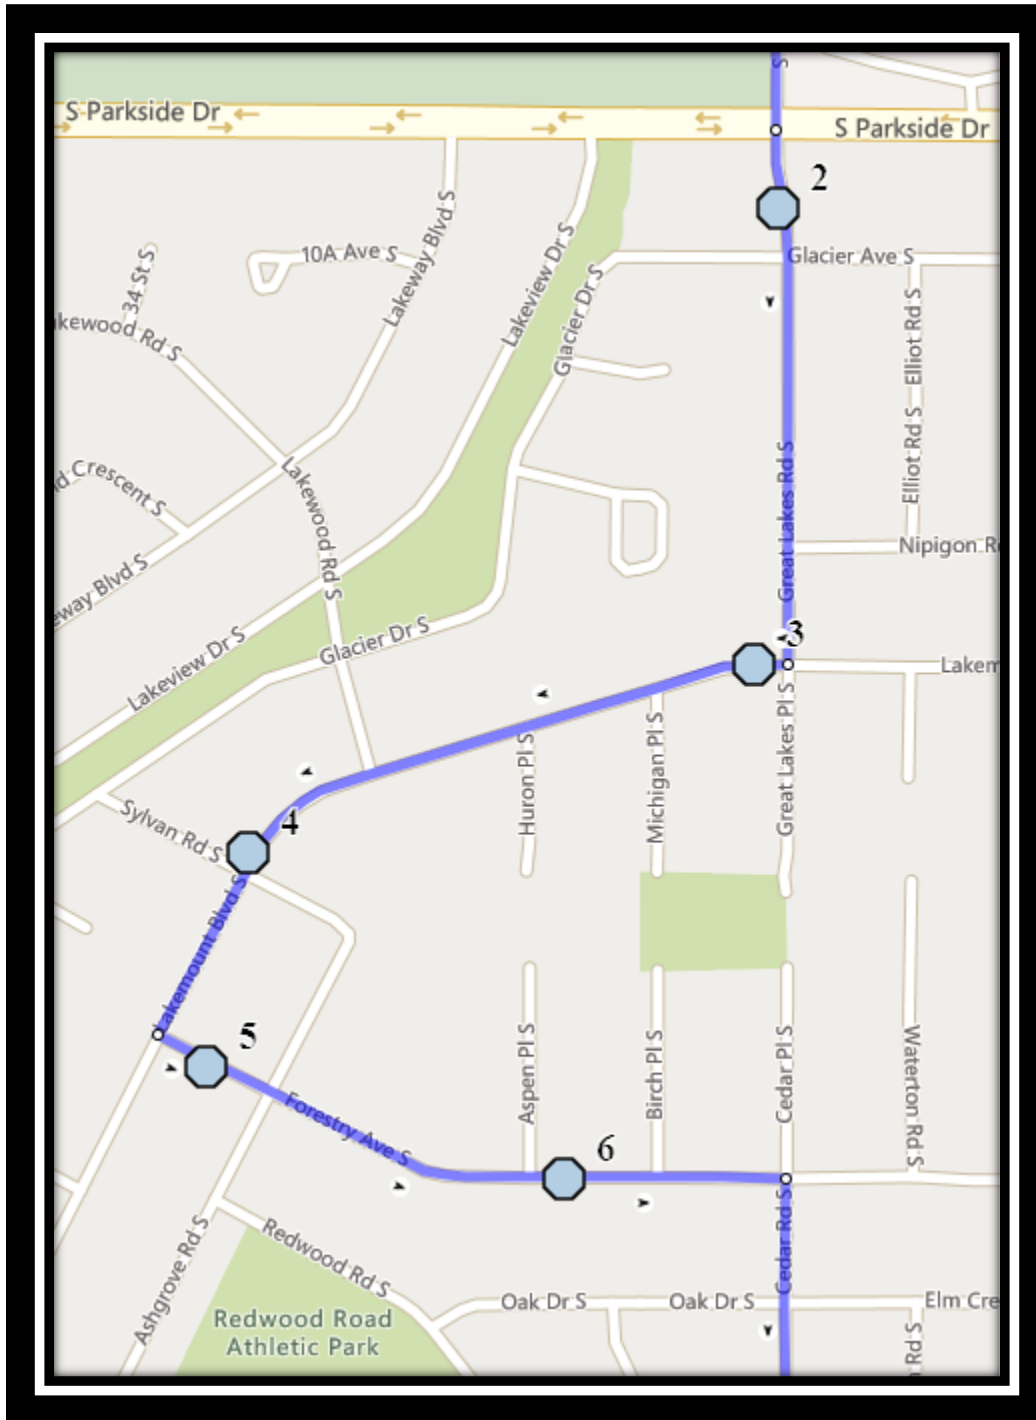 S
S Parkside Dr
S Parkside Dr
2
Glacier Ave S
10A Ave S
34 St S
Lakeway Blvd S
Lakeview Dr S
Glacier Dr S
Elliot Rd S
kewood Rd S
Elliot Rd S
Great Lakes Rd S
d Crescent S
Lakewood Rd S
Nipigon R
eway Blvd S
Lakeview Dr S
Glacier Dr S
3
Lakem
Huron Pl S
Michigan Pl S
Great Lakes Pl S
Sylvan Rd S
4
Lakemount Blvd S
5
Aspen Pl S
Birch Pl S
Cedar Pl S
Waterton Rd S
Forestry Ave S
6
Ashgrove Rd S
Redwood Rd S
Cedar Rd S
Oak Dr S
Oak Dr S
Elm Cre
Redwood Road
Athletic Park
Rd S